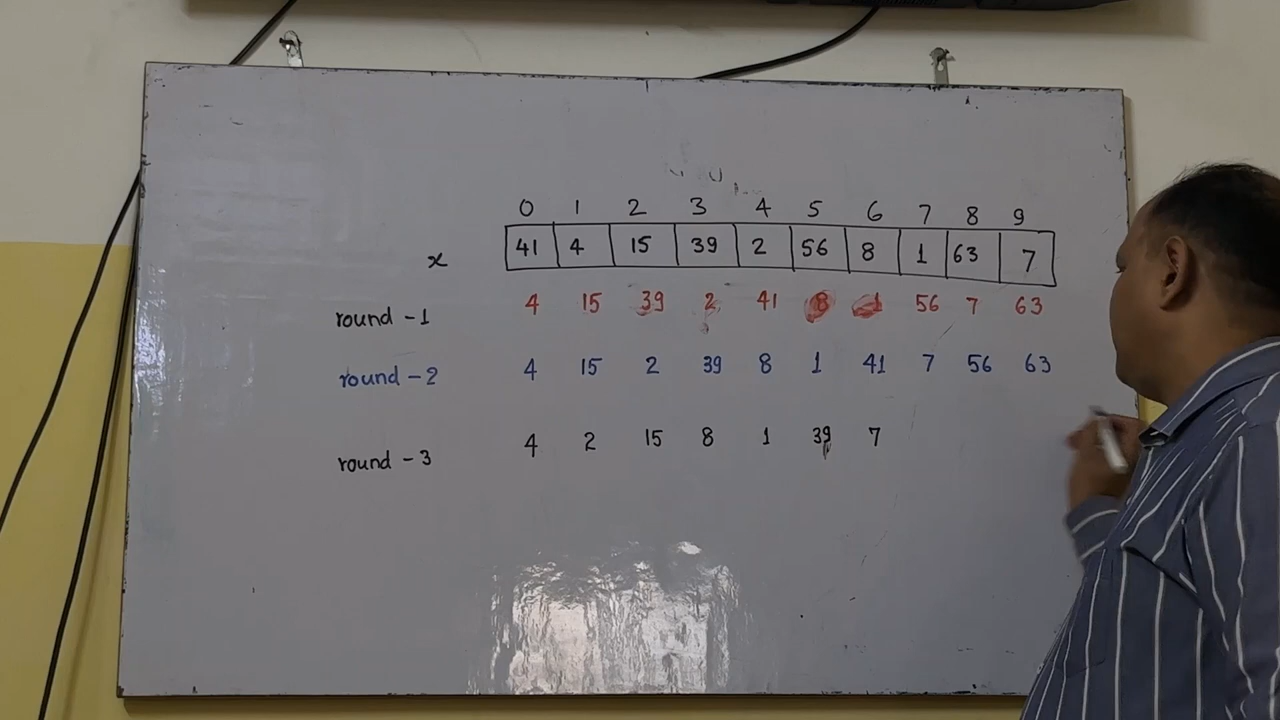 0 1 2 3 4 5 6 7 8 9
x 41 4 15 39 2 56 8 1 63 7
round - 1 4 15 39 2 41 8 1 56 7 63
round - 2 4 15 2 39 8 1 41 7 56 63
round - 3 4 2 15 8 1 39 7